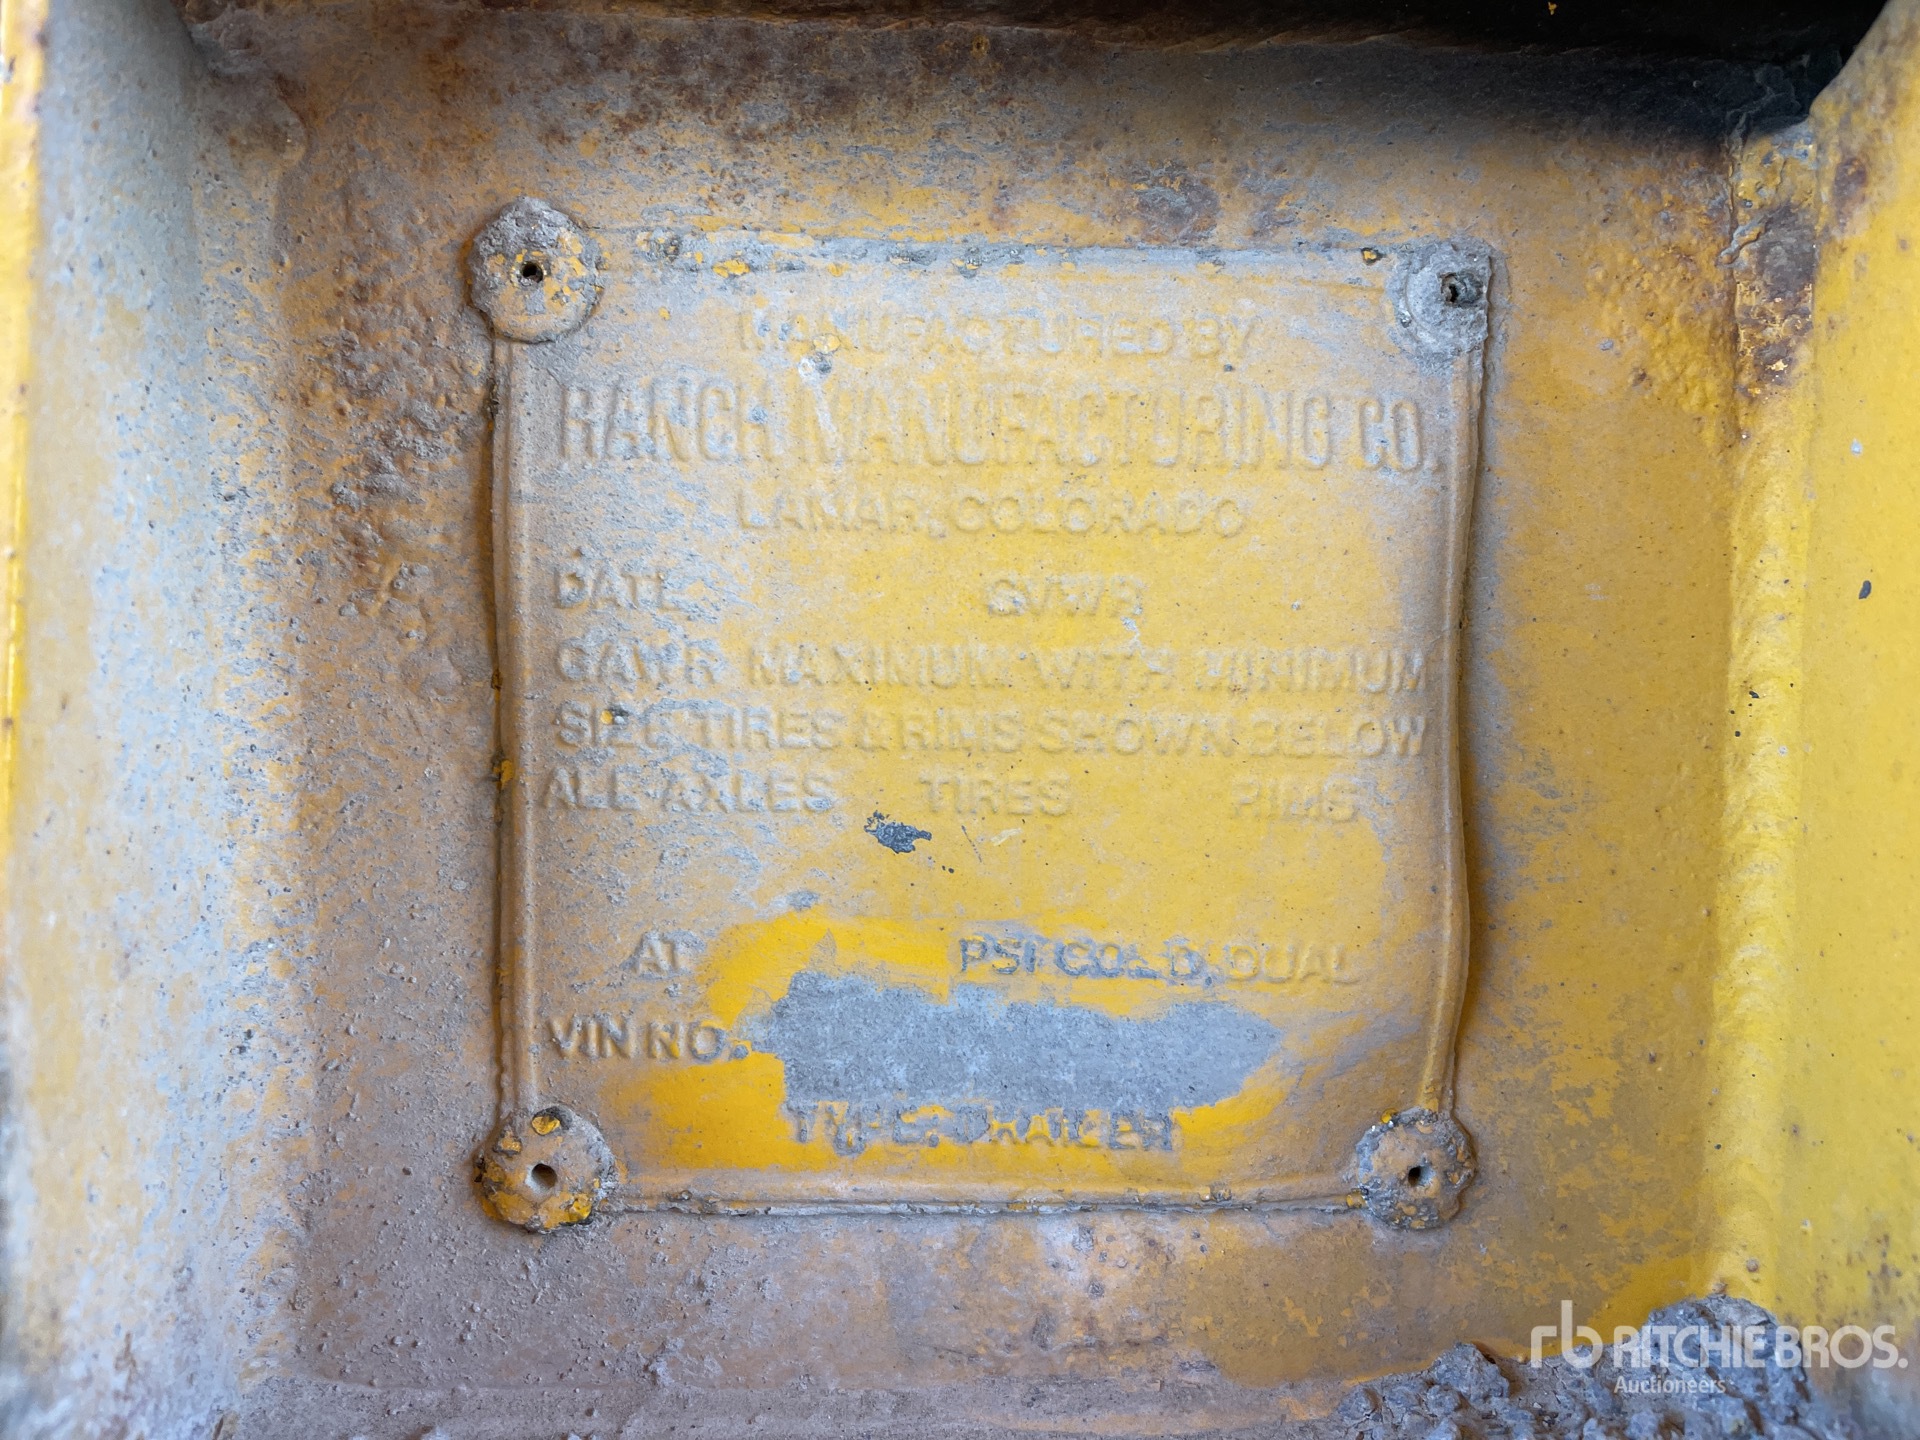 MANUFACTURED BY
RANCH MANUFACTURING CO.
LAMAR, COLORADO
DATE GVWR
GAWR MAXIMUM WITH MINIMUM
SIZE TIRES & RIMS SHOWN BELOW
ALL AXLES TIRES RIMS
AT PSI COLD, DUAL
VIN NO.
TYPE: TRAILER
rb RITCHIE BROS.
Auctioneers